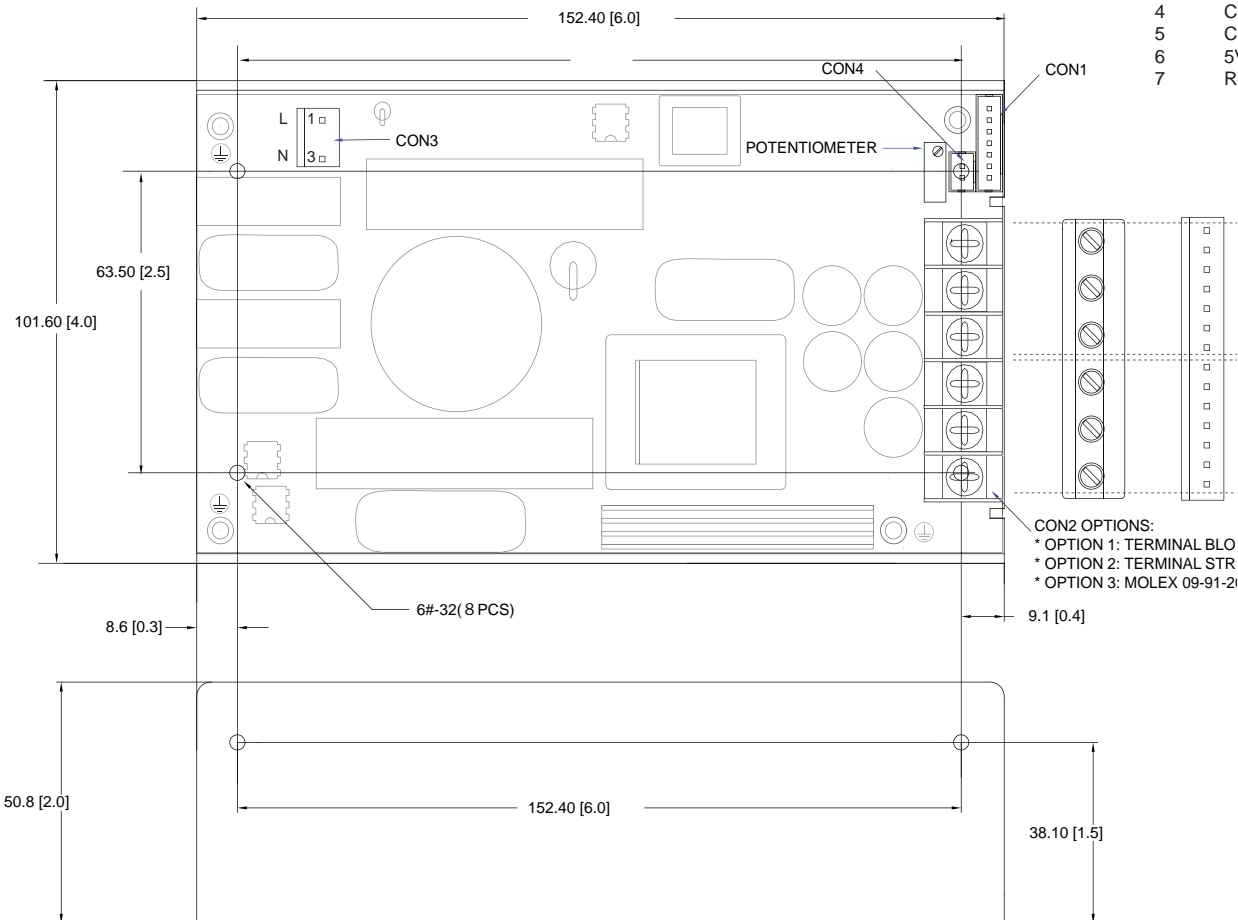 152.40 [6.0]
4 C
5 C
6 5V
7 R
CON4
CON1
L 1
CON3
N 3
POTENTIOMETER
63.50 [2.5]
101.60 [4.0]
CON2 OPTIONS:
* OPTION 1: TERMINAL BLO
* OPTION 2: TERMINAL STR
* OPTION 3: MOLEX 09-91-20
6#-32( 8 PCS)
8.6 [0.3]
9.1 [0.4]
50.8 [2.0]
152.40 [6.0]
38.10 [1.5]